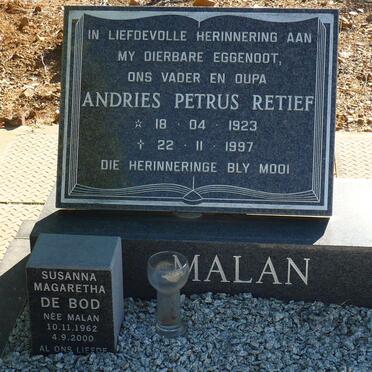 IN LIEFDEVOLLE HERINNERING AAN
MY DIERBARE EGGENOOT,
ONS VADER EN OUPA
ANDRIES PETRUS RETIEF
☆ 18 · 04 · 1923
✝ 22 · 11 · 1997
DIE HERINNERINGE BLY MOOI
MALAN
SUSANNA
MAGARETHA
DE BOD
NÈE MALAN
10.11.1962
4.9.2000
AL ONS LIEFDE